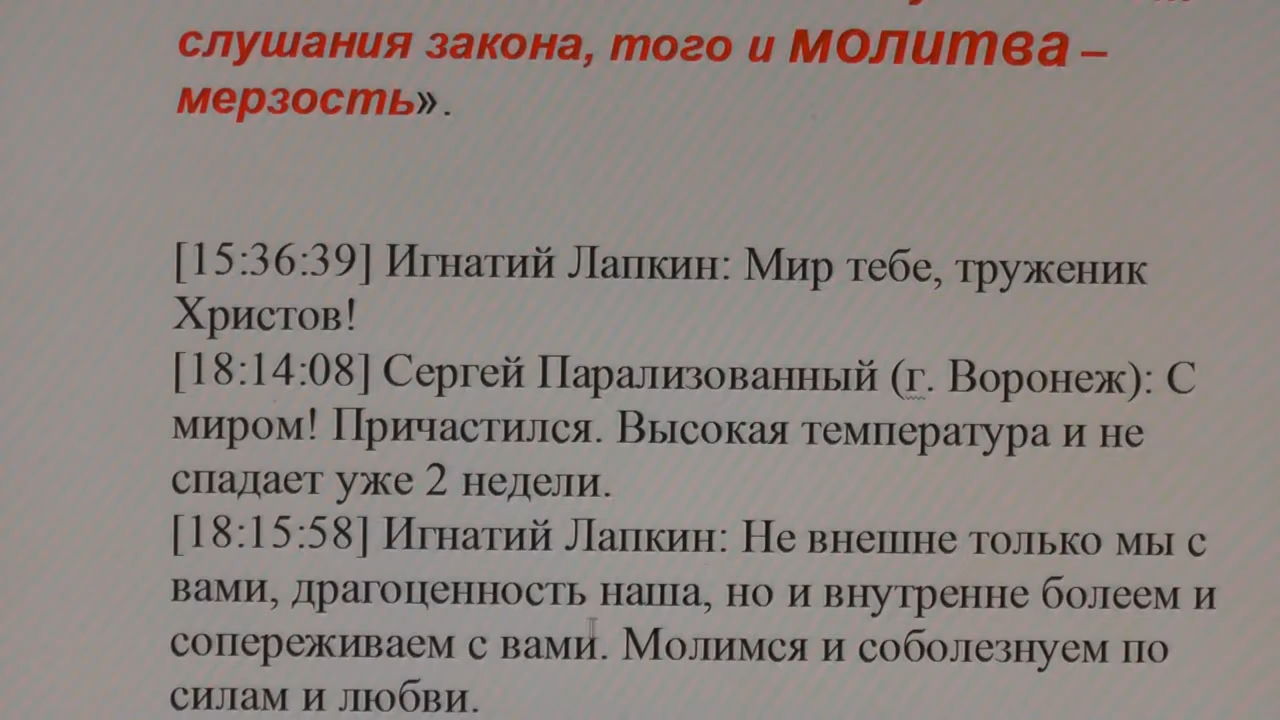 слушания закона, того и молитва –
мерзость».
[15:36:39] Игнатий Лапкин: Мир тебе, труженик
Христов!
[18:14:08] Сергей Парализованный (г. Воронеж): С
миром! Причастился. Высокая температура и не
спадает уже 2 недели.
[18:15:58] Игнатий Лапкин: Не внешне только мы с
вами, драгоценность наша, но и внутренне болеем и
сопереживаем с вами. Молимся и соболезнуем по
силам и любви.